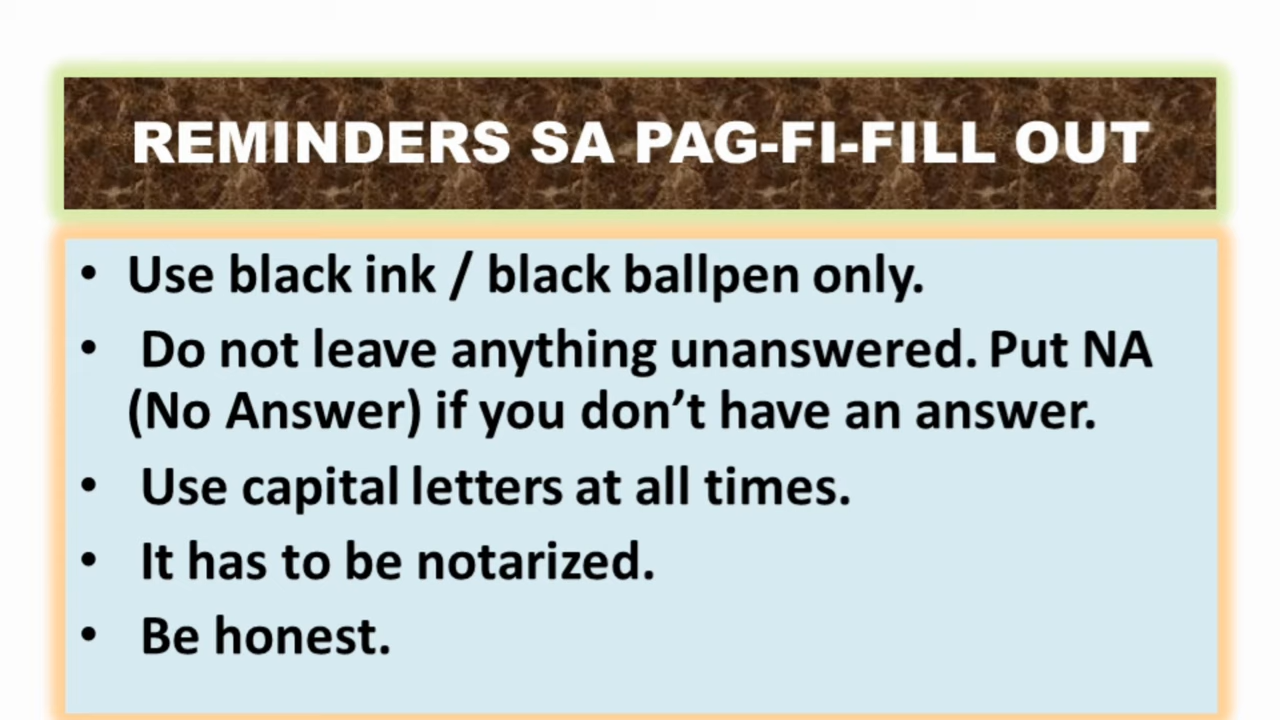 REMINDERS SA PAG-FI-FILL OUT
• Use black ink / black ballpen only.
• Do not leave anything unanswered. Put NA
(No Answer) if you don’t have an answer.
• Use capital letters at all times.
• It has to be notarized.
• Be honest.